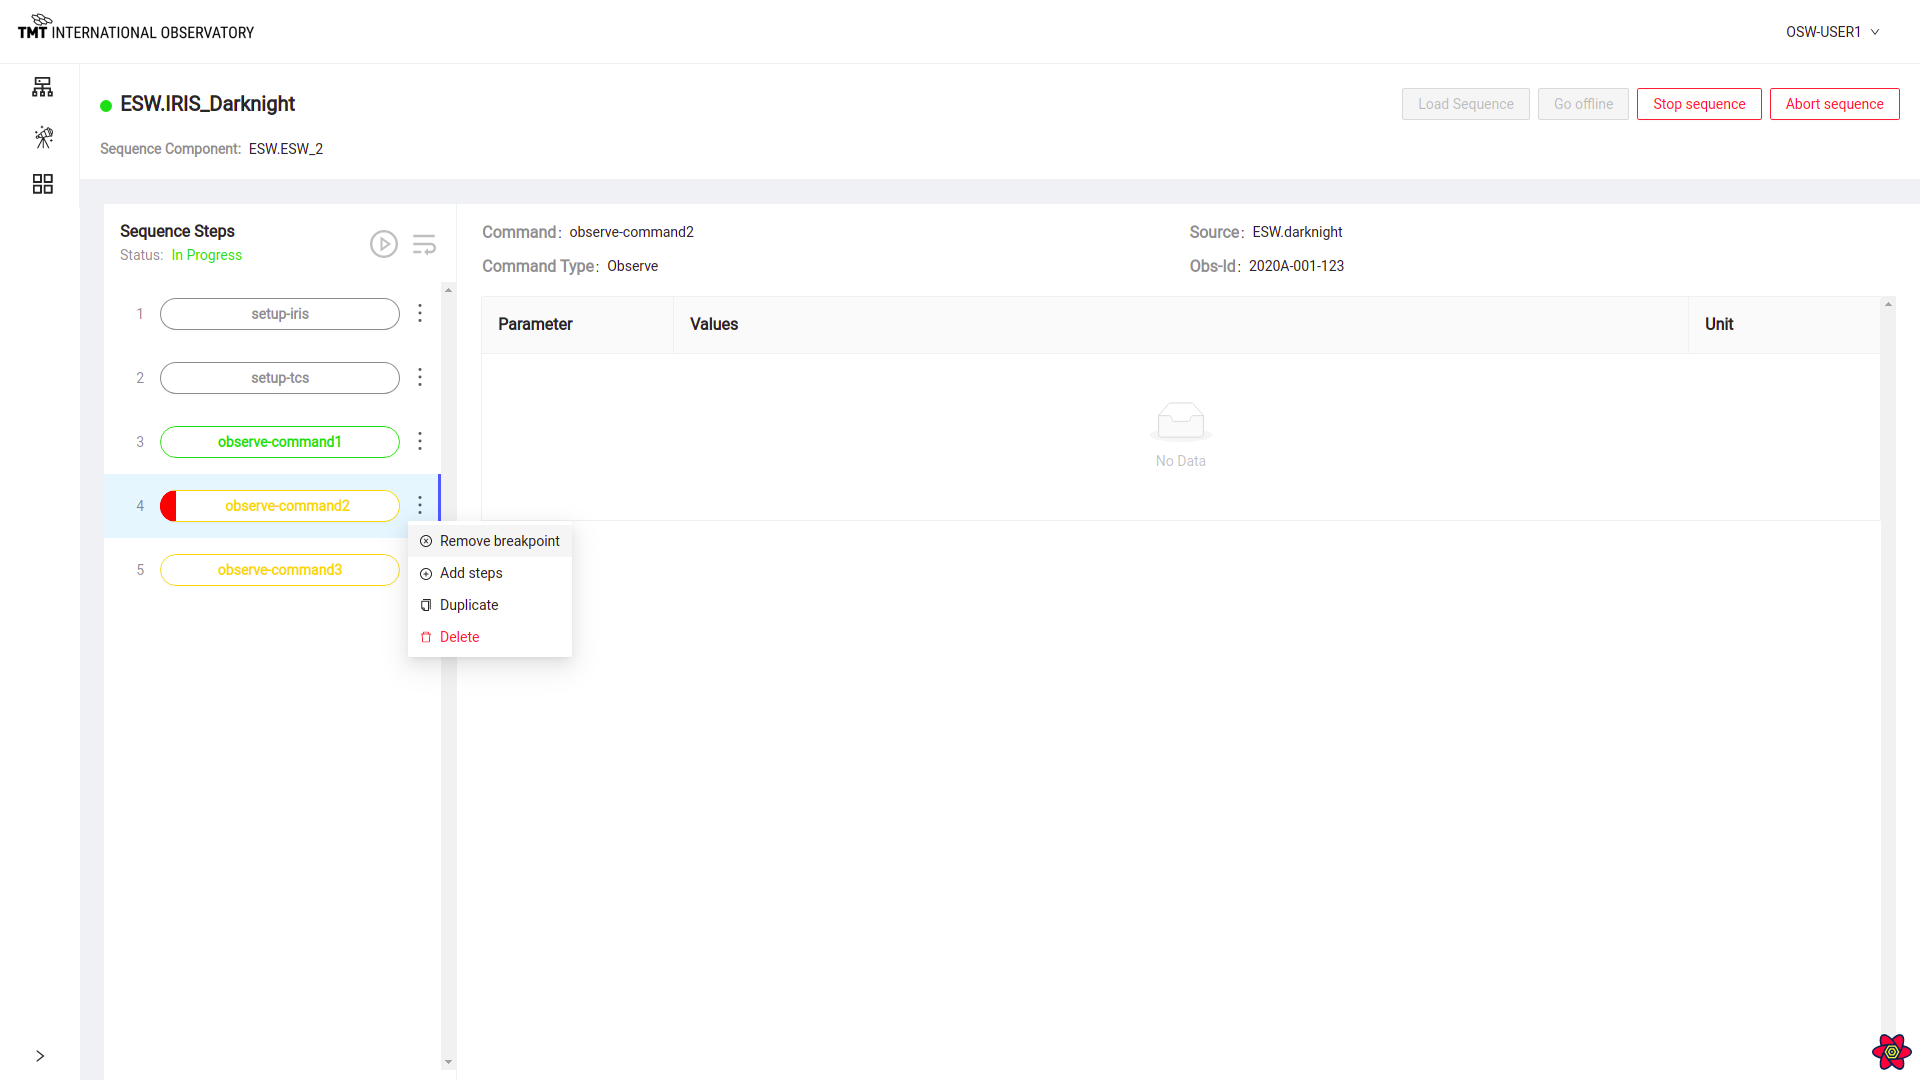 TMT INTERNATIONAL OBSERVATORY
OSW-USER1
ESW.IRIS_Darknight
Load Sequence
Go offline
Stop sequence
Abort sequence
Sequence Component: ESW.ESW_2
Sequence Steps
Status: In Progress
1 setup-iris
2 setup-tcs
3 observe-command1
4 observe-command2
5 observe-command3
Remove breakpoint
Add steps
Duplicate
Delete
Command: observe-command2
Source: ESW.darknight
Command Type: Observe
Obs-Id: 2020A-001-123
Parameter Values Unit
No Data